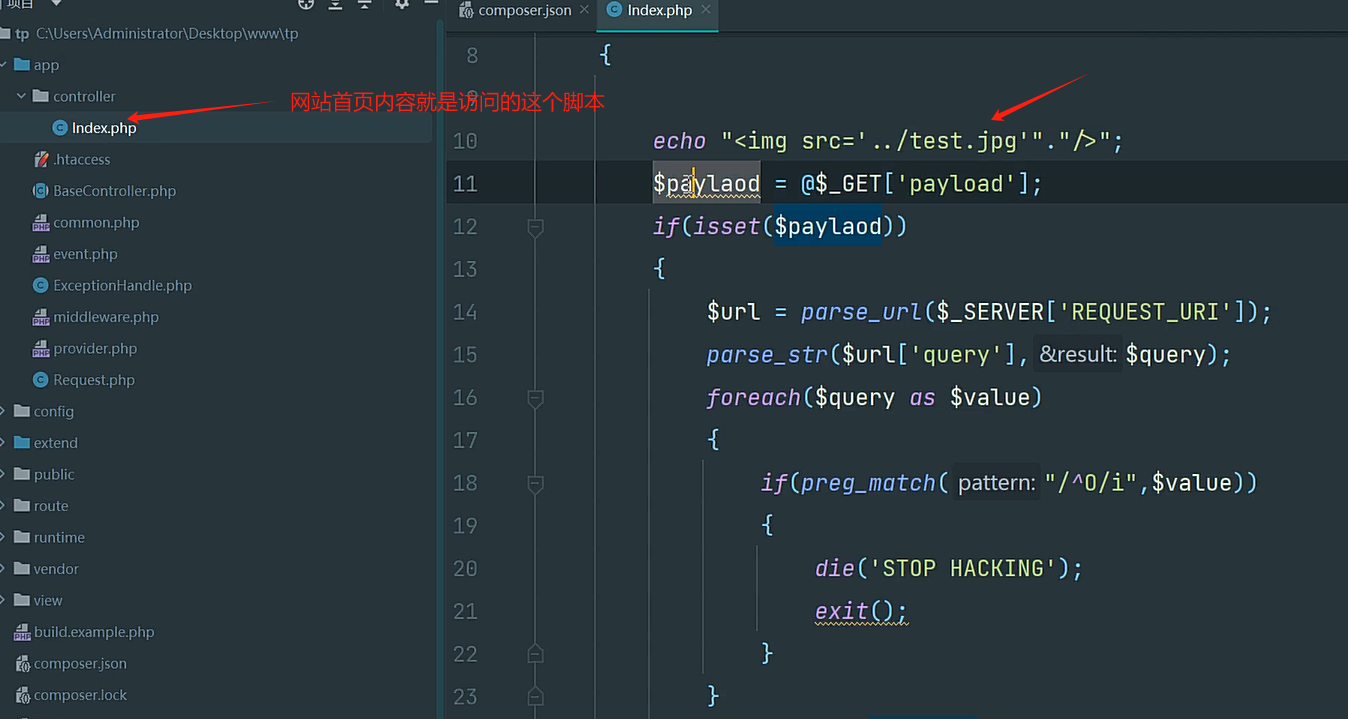 项目
composer.json
Index.php
tp C:\Users\Administrator\Desktop\www\tp
app
controller
Index.php
.htaccess
BaseController.php
common.php
event.php
ExceptionHandle.php
middleware.php
provider.php
Request.php
config
extend
public
route
runtime
vendor
view
build.example.php
composer.json
composer.lock
网站首页内容就是访问的这个脚本
8 {
9
10 echo "<img src='../test.jpg'"."/>";
11 $paylaod = @$_GET['payload'];
12 if(isset($paylaod))
13 {
14 $url = parse_url($_SERVER['REQUEST_URI']);
15 parse_str($url['query'], &result: $query);
16 foreach($query as $value)
17 {
18 if(preg_match( pattern: "/^O/i",$value))
19 {
20 die('STOP HACKING');
21 exit();
22 }
23 }